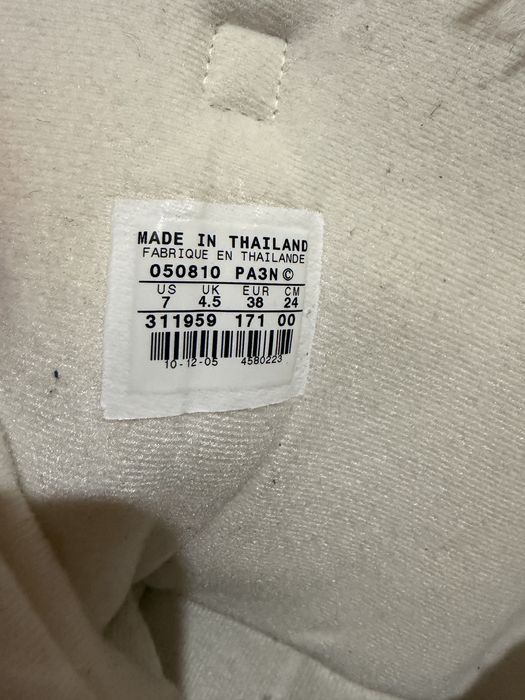 MADE IN THAILAND
FABRIQUE EN THAILANDE
050810 PA3N ©
US UK EUR CM
7 4.5 38 24
311959 171 00
10-12-05 4580223